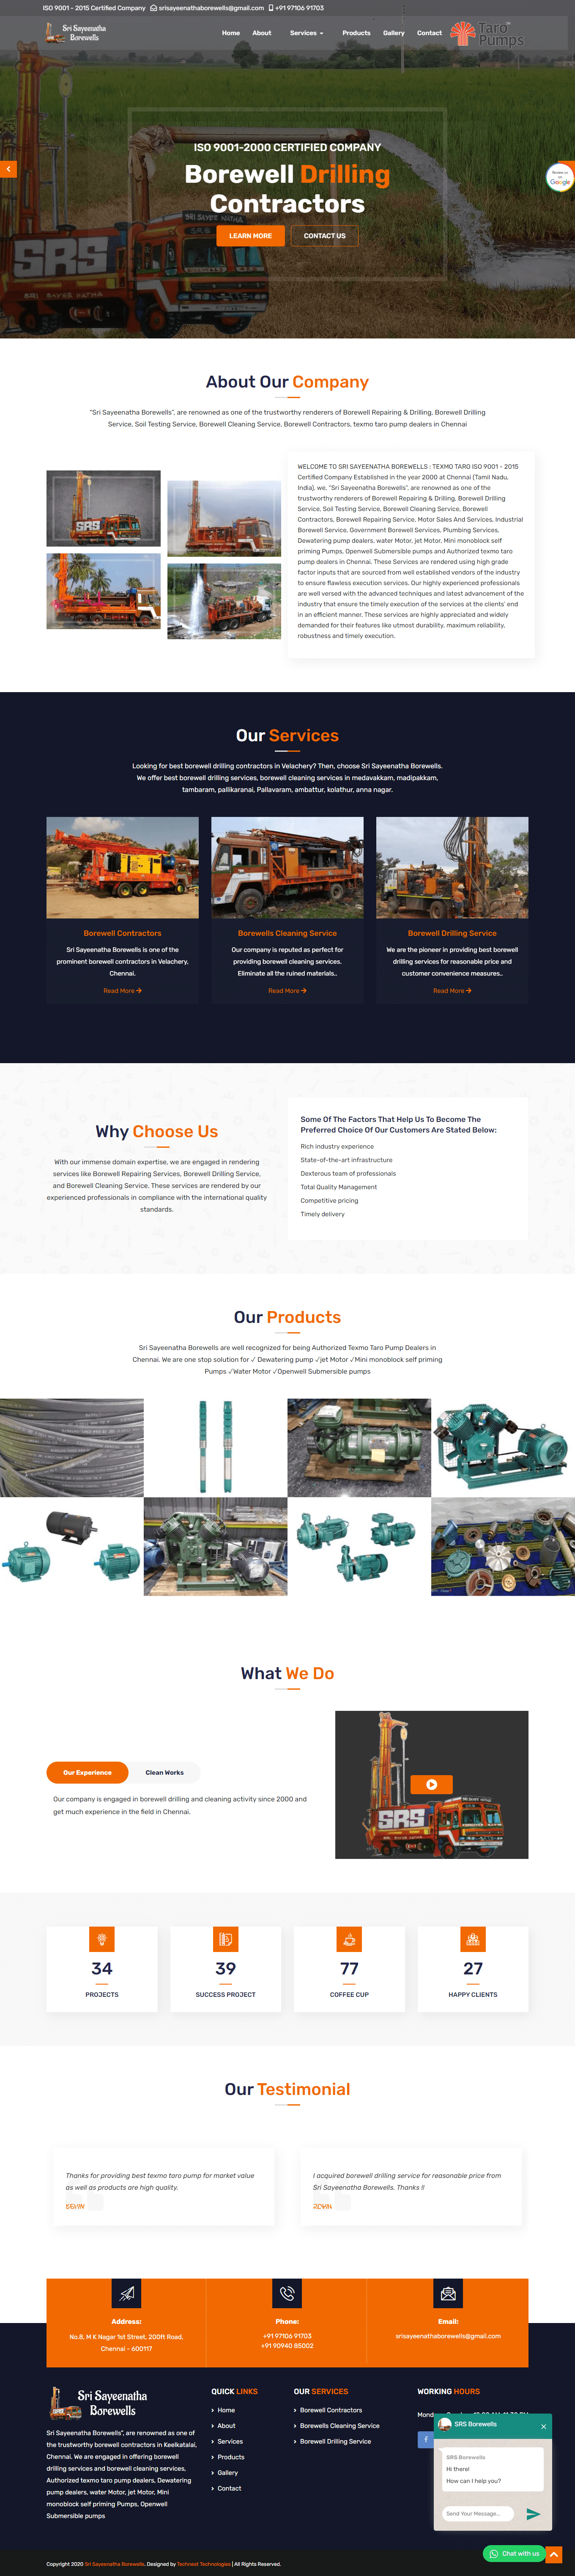 ISO 9001 - 2015 Certified Company srisayeenathaborewells@gmail.com +91 97106 91703
Sri Sayeenatha
Borewells
Home About Services Products Gallery Contact
Taro
Pumps
ISO 9001-2000 CERTIFIED COMPANY
Borewell Drilling
Contractors
LEARN MORE CONTACT US
Review us
on
Google
About Our Company
"Sri Sayeenatha Borewells", are renowned as one of the trustworthy renderers of Borewell Repairing & Drilling, Borewell Drilling
Service, Soil Testing Service, Borewell Cleaning Service, Borewell Contractors, texmo taro pump dealers in Chennai
SRS
WELCOME TO SRI SAYEENATHA BOREWELLS : TEXMO TARO ISO 9001 - 2015
Certified Company Established in the year 2000 at Chennai (Tamil Nadu,
India), we, "Sri Sayeenatha Borewells", are renowned as one of the
trustworthy renderers of Borewell Repairing & Drilling, Borewell Drilling
Service, Soil Testing Service, Borewell Cleaning Service, Borewell
Contractors, Borewell Repairing Service, Motor Sales And Services, Industrial
Borewell Service, Government Borewell Services, Plumbing Services,
Dewatering pump dealers, water Motor, jet Motor, Mini monoblock self
priming Pumps, Openwell Submersible pumps and Authorized texmo taro
pump dealers in Chennai. These Services are rendered using high grade
factor inputs that are sourced from well established vendors of the industry
to ensure flawless execution services. Our highly experienced professionals
are well versed with the advanced techniques and latest advancement of the
industry that ensure the timely execution of the services at the clients' end
in an efficient manner. These services are highly appreciated and widely
demanded for their features like utmost durability, maximum reliability,
robustness and timely execution.
Our Services
Looking for best borewell drilling contractors in Velachery? Then, choose Sri Sayeenatha Borewells.
We offer best borewell drilling services, borewell cleaning services in medavakkam, madipakkam,
tambaram, pallikaranai, Pallavaram, ambattur, kolathur, anna nagar.
Borewell Contractors
Sri Sayeenatha Borewells is one of the
prominent borewell contractors in Velachery,
Chennai.
Read More
Borewells Cleaning Service
Our company is reputed as perfect for
providing borewell cleaning services.
Eliminate all the ruined materials..
Read More
Borewell Drilling Service
We are the pioneer in providing best borewell
drilling services for reasonable price and
customer convenience measures..
Read More
Why Choose Us
With our immense domain expertise, we are engaged in rendering
services like Borewell Repairing Services, Borewell Drilling Service,
and Borewell Cleaning Service. These services are rendered by our
experienced professionals in compliance with the international quality
standards.
Some Of The Factors That Help Us To Become The
Preferred Choice Of Our Customers Are Stated Below:
Rich industry experience
State-of-the-art infrastructure
Dexterous team of professionals
Total Quality Management
Competitive pricing
Timely delivery
Our Products
Sri Sayeenatha Borewells are well recognized for being Authorized Texmo Taro Pump Dealers in
Chennai. We are one stop solution for √ Dewatering pump √jet Motor √Mini monoblock self priming
Pumps √Water Motor √Openwell Submersible pumps
What We Do
Our Experience Clean Works
Our company is engaged in borewell drilling and cleaning activity since 2000 and
get much experience in the field in Chennai.
SRS
34
PROJECTS
39
SUCCESS PROJECT
77
COFFEE CUP
27
HAPPY CLIENTS
Our Testimonial
Thanks for providing best texmo taro pump for market value
as well as products are high quality.
I acquired borewell drilling service for reasonable price from
Sri Sayeenatha Borewells. Thanks !!
Address:
No.8, M K Nagar 1st Street, 200ft Road,
Chennai - 600117
Phone:
+91 97106 91703
+91 90940 85002
Email:
srisayeenathaborewells@gmail.com
Sri Sayeenatha
Borewells
Sri Sayeenatha Borewells", are renowned as one of
the trustworthy borewell contractors in Keelkatalai,
Chennai. We are engaged in offering borewell
drilling services and borewell cleaning services,
Authorized texmo taro pump dealers, Dewatering
pump dealers, water Motor, jet Motor, Mini
monoblock self priming Pumps, Openwell
Submersible pumps
QUICK LINKS
Home
About
Services
Products
Gallery
Contact
OUR SERVICES
Borewell Contractors
Borewells Cleaning Service
Borewell Drilling Service
WORKING HOURS
SRS Borewells
SRS Borewells
Hi there!
How can I help you?
Send Your Message...
Chat with us
Copyright 2020 Sri Sayeenatha Borewells. Designed by Technest Technologies | All Rights Reserved.